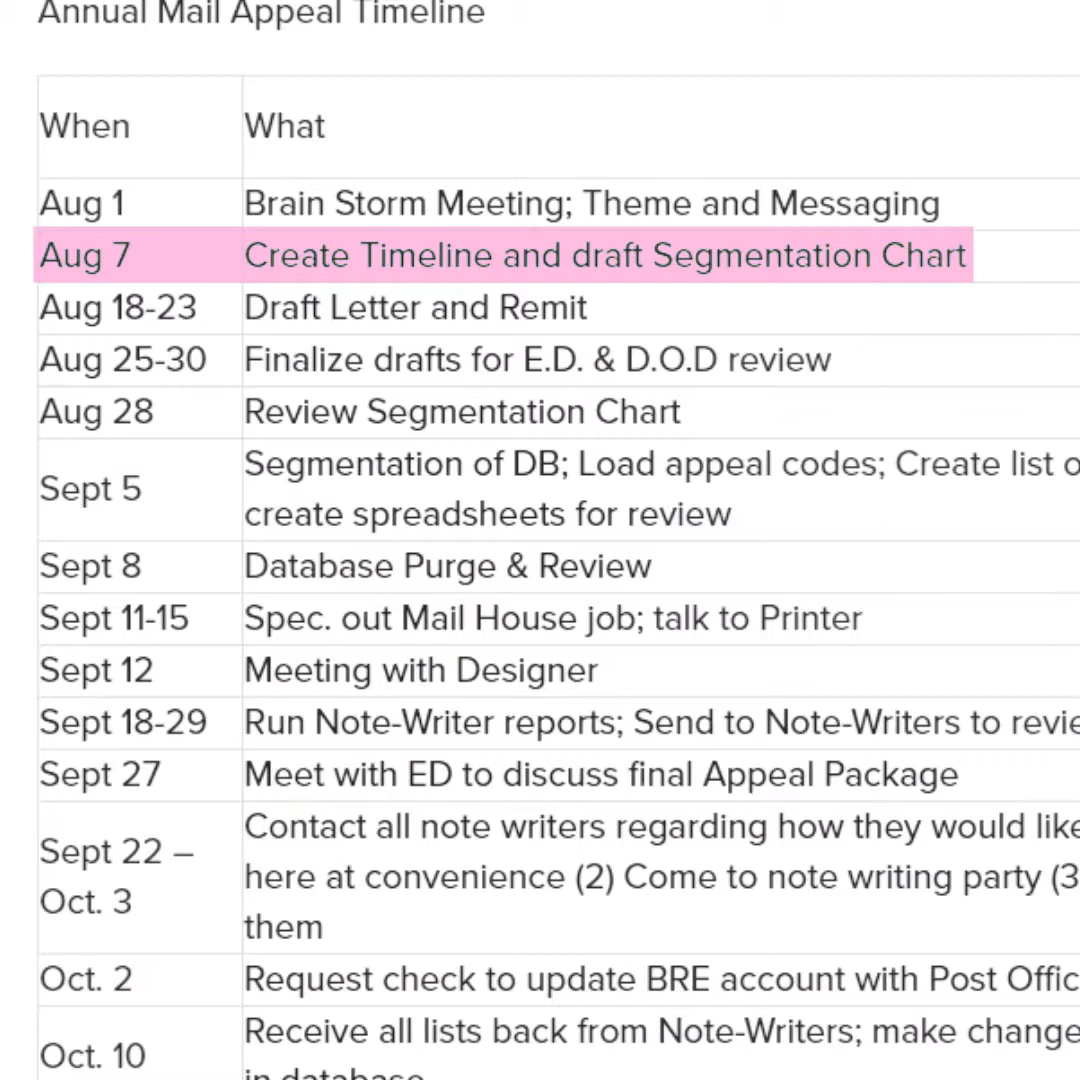 Annual Mail Appeal Timeline
When What
Aug 1 Brain Storm Meeting; Theme and Messaging
Aug 7 Create Timeline and draft Segmentation Chart
Aug 18-23 Draft Letter and Remit
Aug 25-30 Finalize drafts for E.D. & D.O.D review
Aug 28 Review Segmentation Chart
Sept 5 Segmentation of DB; Load appeal codes; Create list
create spreadsheets for review
Sept 8 Database Purge & Review
Sept 11-15 Spec. out Mail House job; talk to Printer
Sept 12 Meeting with Designer
Sept 18-29 Run Note-Writer reports; Send to Note-Writers to
Sept 27 Meet with ED to discuss final Appeal Package
Sept 22 –
Oct. 3
Contact all note writers regarding how they would like
here at convenience (2) Come to note writing party (3
them
Oct. 2 Request check to update BRE account with Post
Oct. 10 Receive all lists back from Note-Writers; make
in database